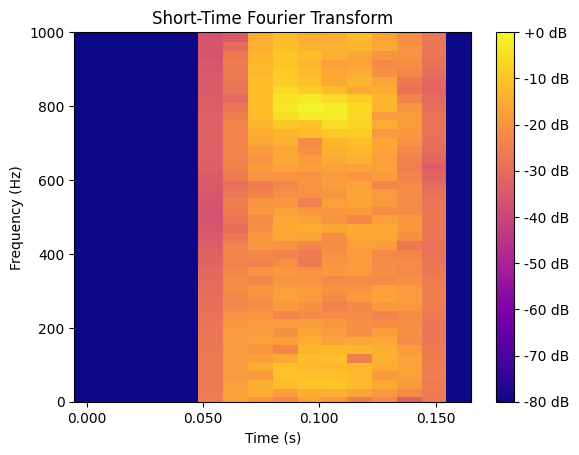 Short-Time Fourier Transform
1000
800
600
400
200
0
Frequency (Hz)
0.000
0.050
0.100
0.150
Time (s)
+0 dB
-10 dB
-20 dB
-30 dB
-40 dB
-50 dB
-60 dB
-70 dB
-80 dB